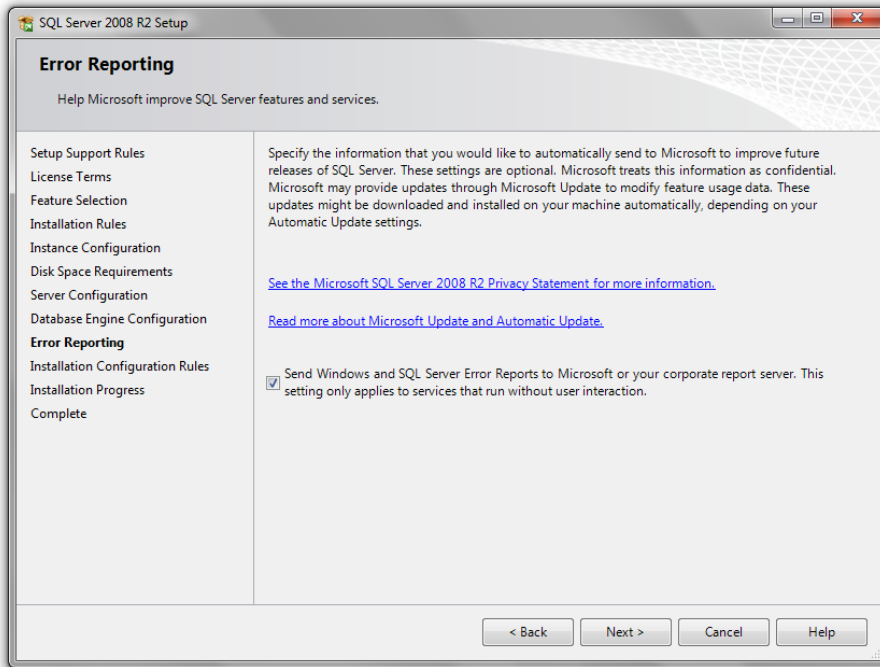 SQL Server 2008 R2 Setup
Error Reporting
Help Microsoft improve SQL Server features and services.
Setup Support Rules
License Terms
Feature Selection
Installation Rules
Instance Configuration
Disk Space Requirements
Server Configuration
Database Engine Configuration
Error Reporting
Installation Configuration Rules
Installation Progress
Complete
Specify the information that you would like to automatically send to Microsoft to improve future
releases of SQL Server. These settings are optional. Microsoft treats this information as confidential.
Microsoft may provide updates through Microsoft Update to modify feature usage data. These
updates might be downloaded and installed on your machine automatically, depending on your
Automatic Update settings.
See the Microsoft SQL Server 2008 R2 Privacy Statement for more information.
Read more about Microsoft Update and Automatic Update.
Send Windows and SQL Server Error Reports to Microsoft or your corporate report server. This
setting only applies to services that run without user interaction.
< Back
Next >
Cancel
Help